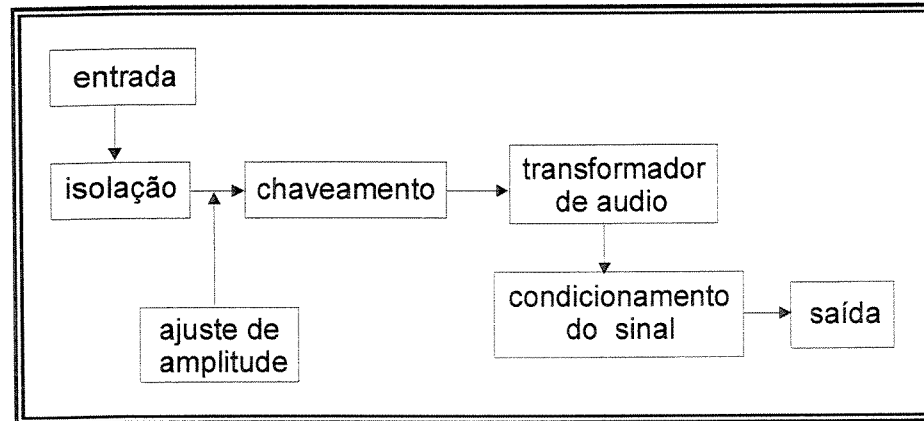 entrada
isolação
chaveamento
transformador
de audio
ajuste de
amplitude
condicionamento
do sinal
saída